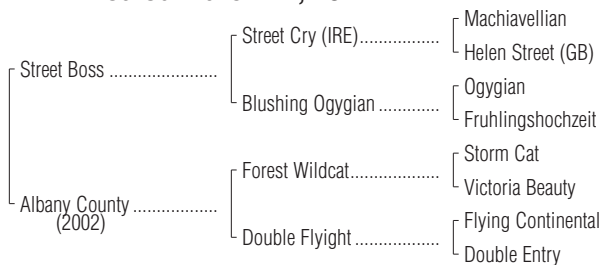 Machiavellian
Street Cry (IRE)..................
Helen Street (GB)
Street Boss ........................
Ogygian
Blushing Ogygian ..............
Fruhlingshochzeit
Storm Cat
Forest Wildcat....................
Victoria Beauty
Albany County ...................
(2002)
Flying Continental
Double Flyight ...................
Double Entry